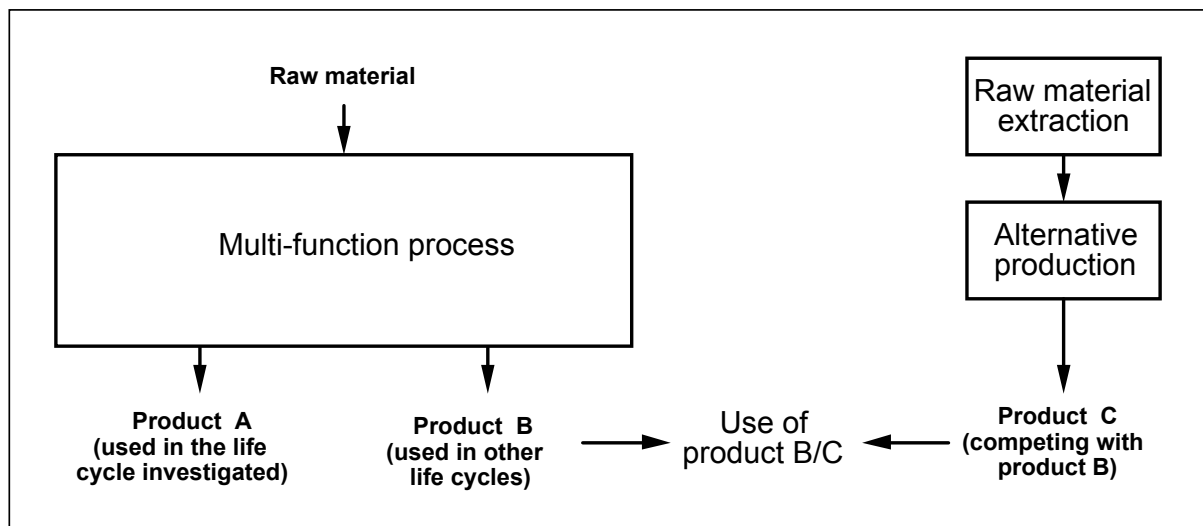 Raw material
Multi-function process
Product A
(used in the life
cycle investigated)
Product B
(used in other
life cycles)
Use of
product B/C
Raw material
extraction
Alternative
production
Product C
(competing with
product B)